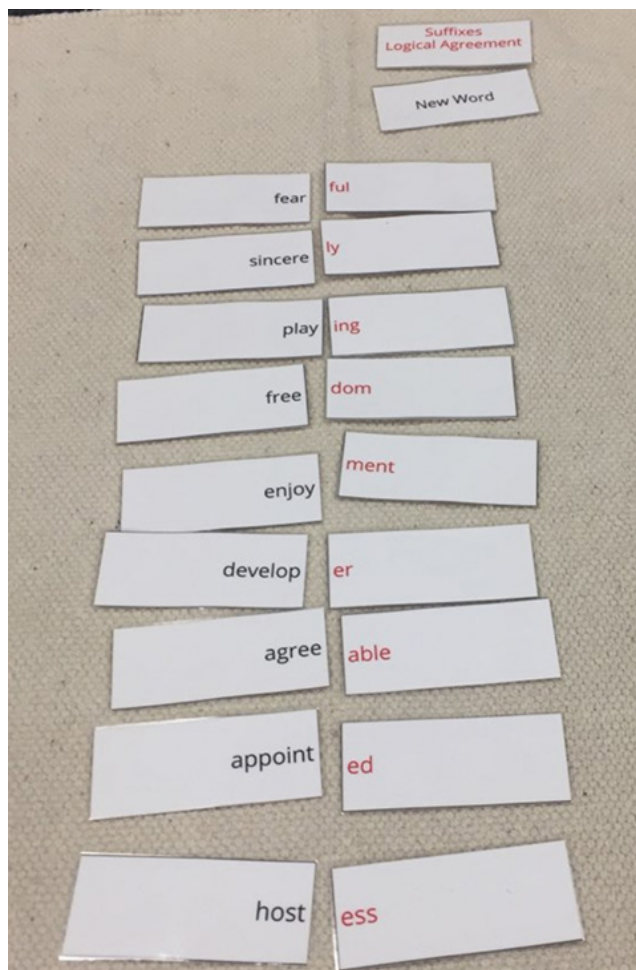 Suffixes
Logical Agreement
New Word
fear ful
sincere ly
play ing
free dom
enjoy ment
develop er
agree able
appoint ed
host ess